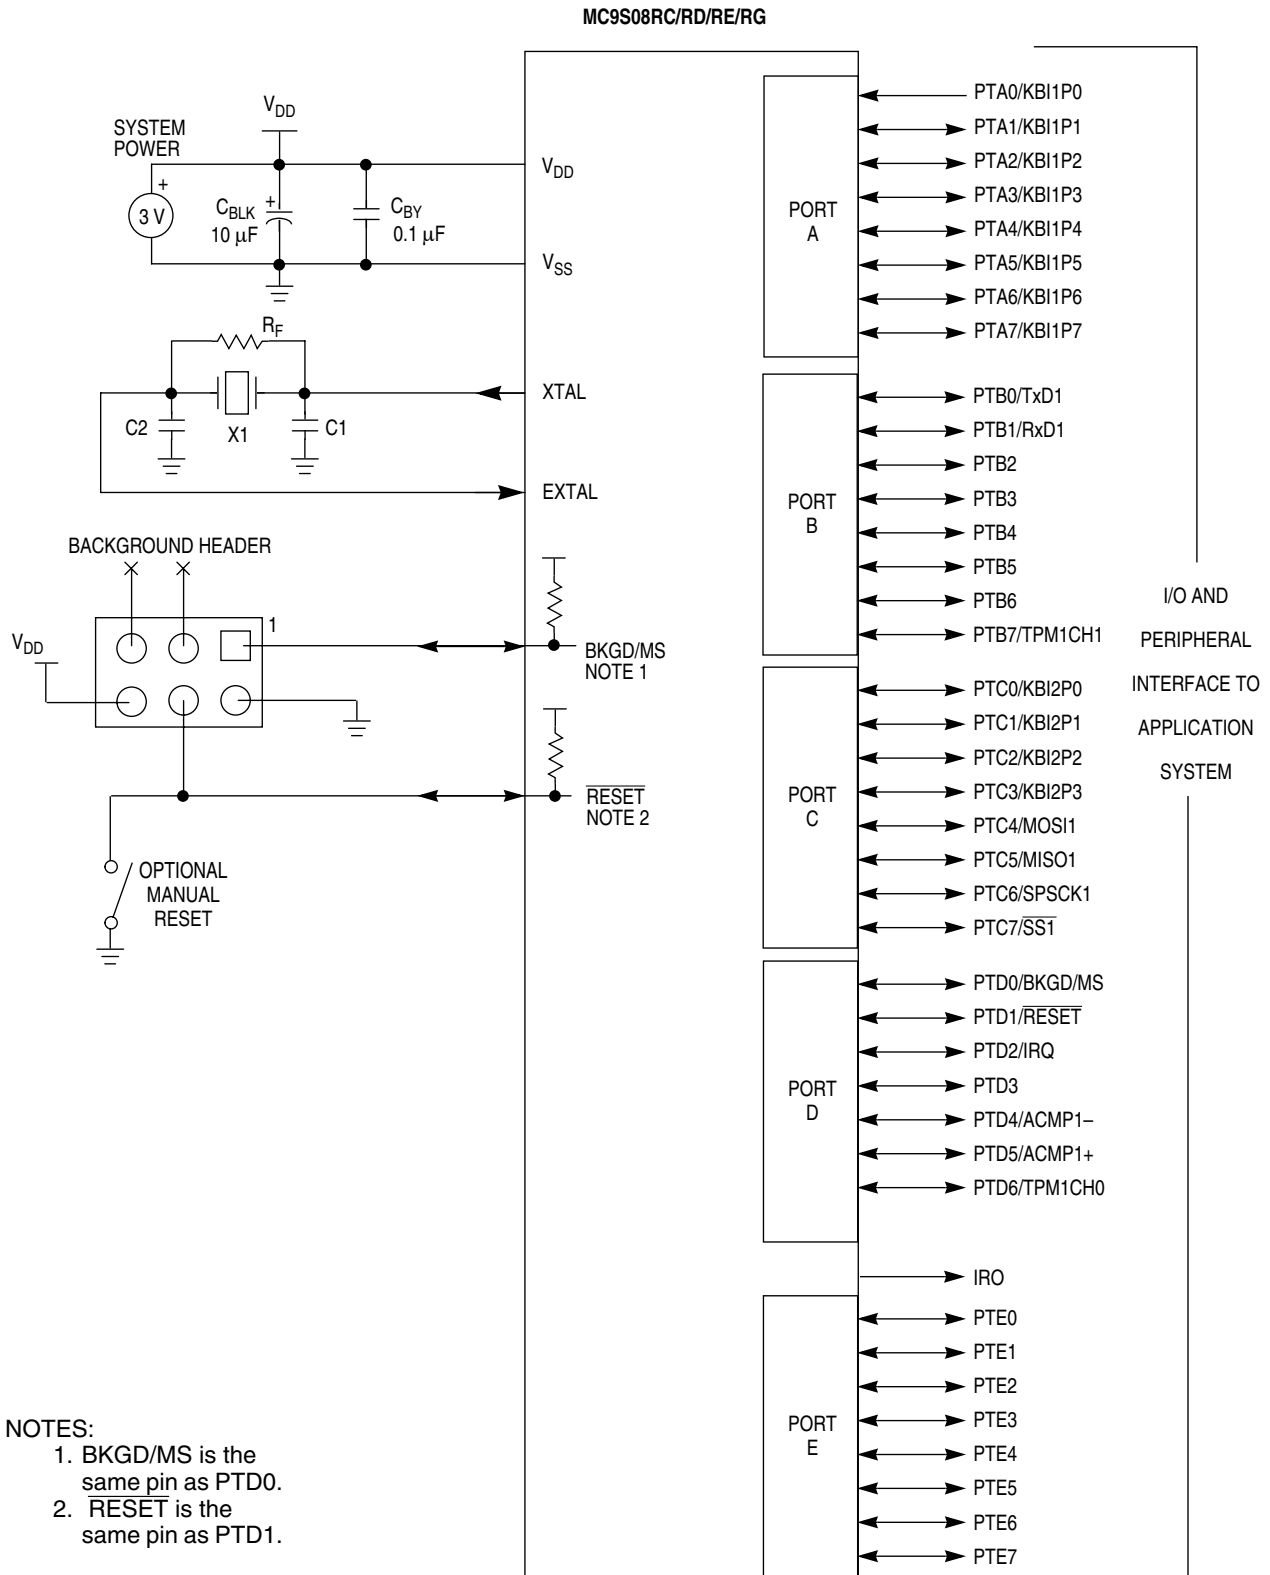 MC9S08RC/RD/RE/RG
VDD
SYSTEM
POWER
+
3 V
CBLK
+
10 µF
CBY
0.1 µF
VDD
VSS
RF
C2
X1
C1
XTAL
EXTAL
BACKGROUND HEADER
1
VDD
BKGD/MS
NOTE 1
RESET
NOTE 2
OPTIONAL
MANUAL
RESET
PORT
A
PTA0/KBI1P0
PTA1/KBI1P1
PTA2/KBI1P2
PTA3/KBI1P3
PTA4/KBI1P4
PTA5/KBI1P5
PTA6/KBI1P6
PTA7/KBI1P7
PORT
B
PTB0/TxD1
PTB1/RxD1
PTB2
PTB3
PTB4
PTB5
PTB6
PTB7/TPM1CH1
PORT
C
PTC0/KBI2P0
PTC1/KBI2P1
PTC2/KBI2P2
PTC3/KBI2P3
PTC4/MOSI1
PTC5/MISO1
PTC6/SPSCK1
PTC7/SS1
PORT
D
PTD0/BKGD/MS
PTD1/RESET
PTD2/IRQ
PTD3
PTD4/ACMP1–
PTD5/ACMP1+
PTD6/TPM1CH0
IRO
PORT
E
PTE0
PTE1
PTE2
PTE3
PTE4
PTE5
PTE6
PTE7
I/O AND
PERIPHERAL
INTERFACE TO
APPLICATION
SYSTEM
NOTES:
1. BKGD/MS is the
same pin as PTD0.
2. RESET is the
same pin as PTD1.